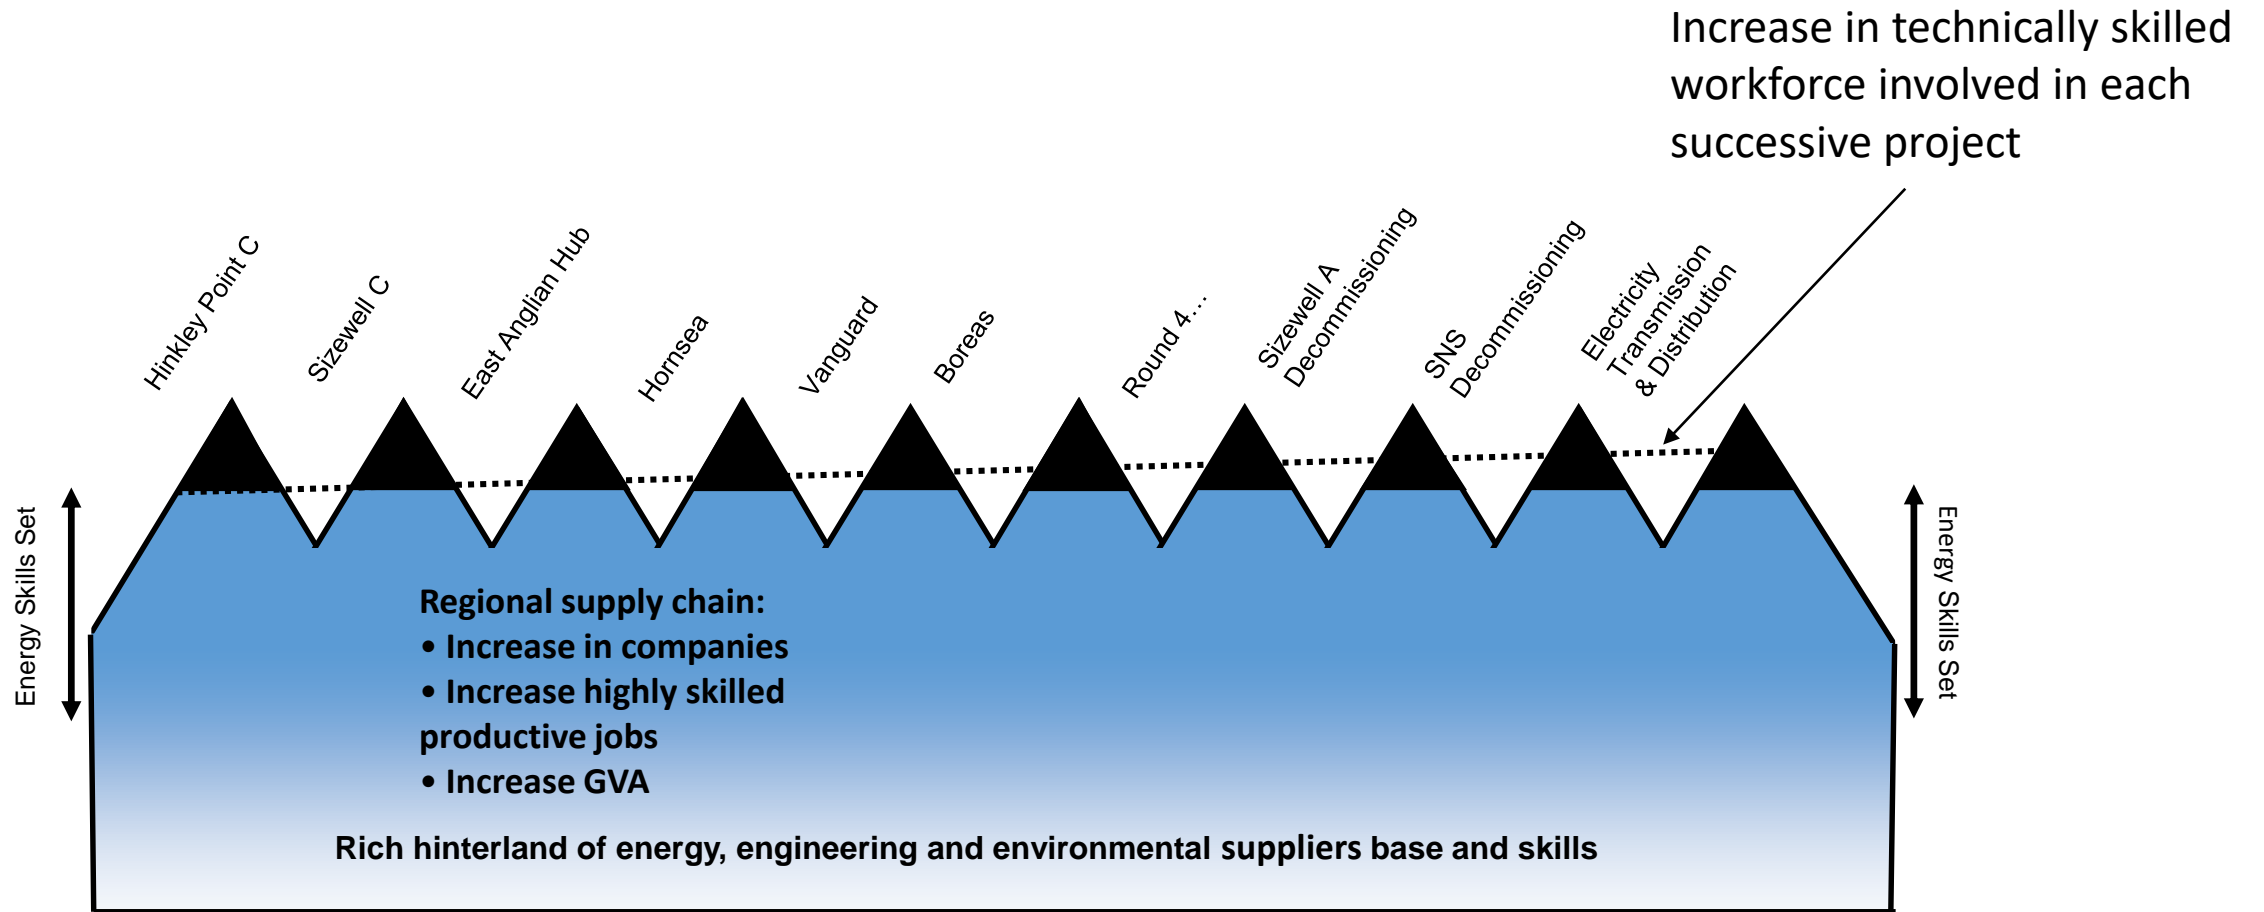 Increase in technically skilled
workforce involved in each
successive project
Hinkley Point C
Sizewell C
East Anglian Hub
Hornsea
Vanguard
Boreas
Round 4...
Sizewell A
Decommissioning
SNS
Decommissioning
Electricity
Transmission
& Distribution
Energy Skills Set
Energy Skills Set
Regional supply chain:
• Increase in companies
• Increase highly skilled
productive jobs
• Increase GVA
Rich hinterland of energy, engineering and environmental suppliers base and skills